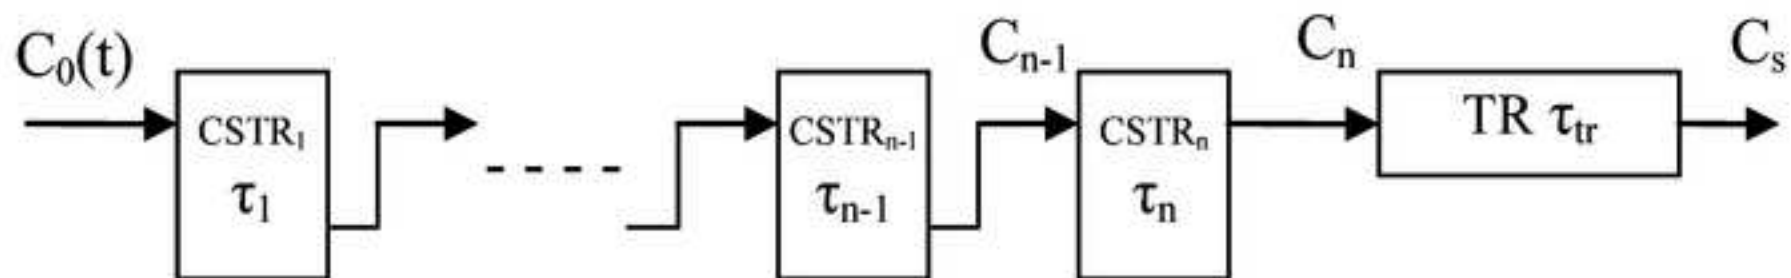 C₀(t)
CSTR₁
τ₁
CSTRₙ₋₁
τₙ₋₁
Cₙ₋₁
CSTRₙ
τₙ
Cₙ
TR τₜᵣ
Cₛ